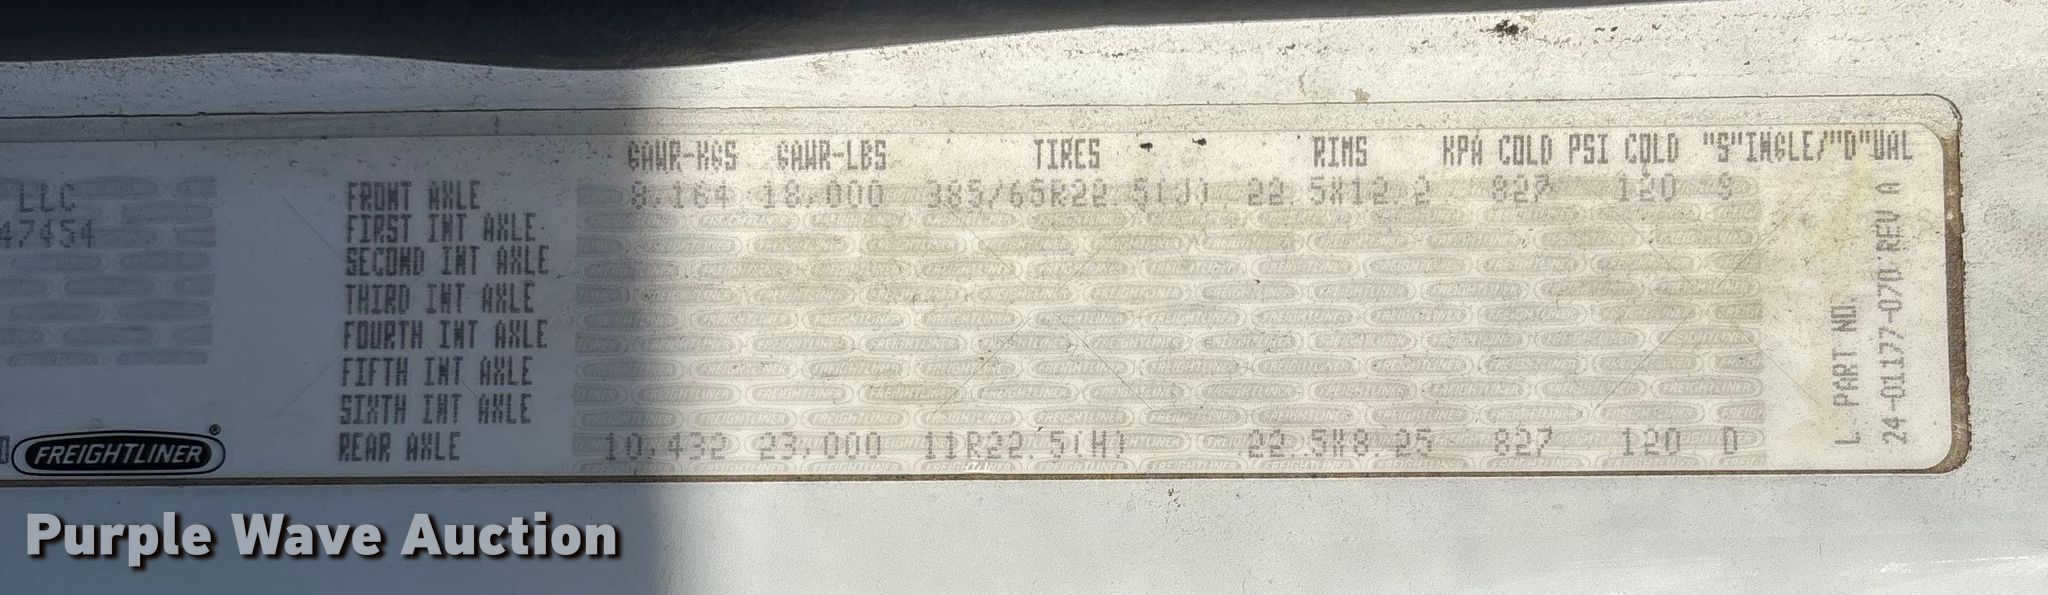 GAWR-KGS GAWR-LBS TIRES RIMS KPA COLD PSI COLD "S"INGLE/"D"UAL
LLC FRONT AXLE 8,164 18,000 385/65R22.5(J) 22.5X12.2 827 120 S
47454 FIRST INT AXLE
SECOND INT AXLE
THIRD INT AXLE
FOURTH INT AXLE
FIFTH INT AXLE
SIXTH INT AXLE
FREIGHTLINER® REAR AXLE 10,432 23,000 11R22.5(H) 22.5X8.25 827 120 D
PART NO.
24-01177-070 REV A
Purple Wave Auction